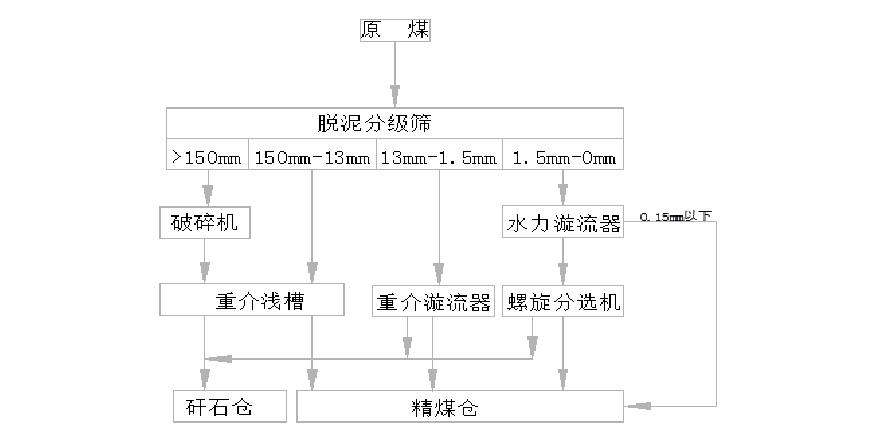 原 煤
脱泥分级筛
>150mm 150mm-13mm 13mm-1.5mm 1.5mm-0mm
破碎机 水力漩流器 0.15mm以下
重介浅槽 重介漩流器 螺旋分选机
矸石仓 精煤仓